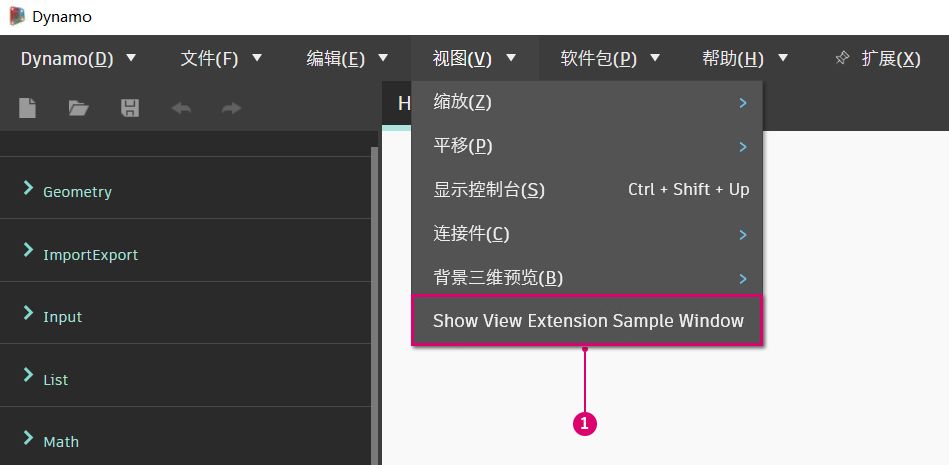 Dynamo
Dynamo(D) 文件(F) 编辑(E) 视图(V) 软件包(P) 帮助(H) 扩展(X)
H
缩放(Z)
平移(P)
显示控制台(S) Ctrl + Shift + Up
连接件(C)
背景三维预览(B)
Show View Extension Sample Window
1
Geometry
ImportExport
Input
List
Math